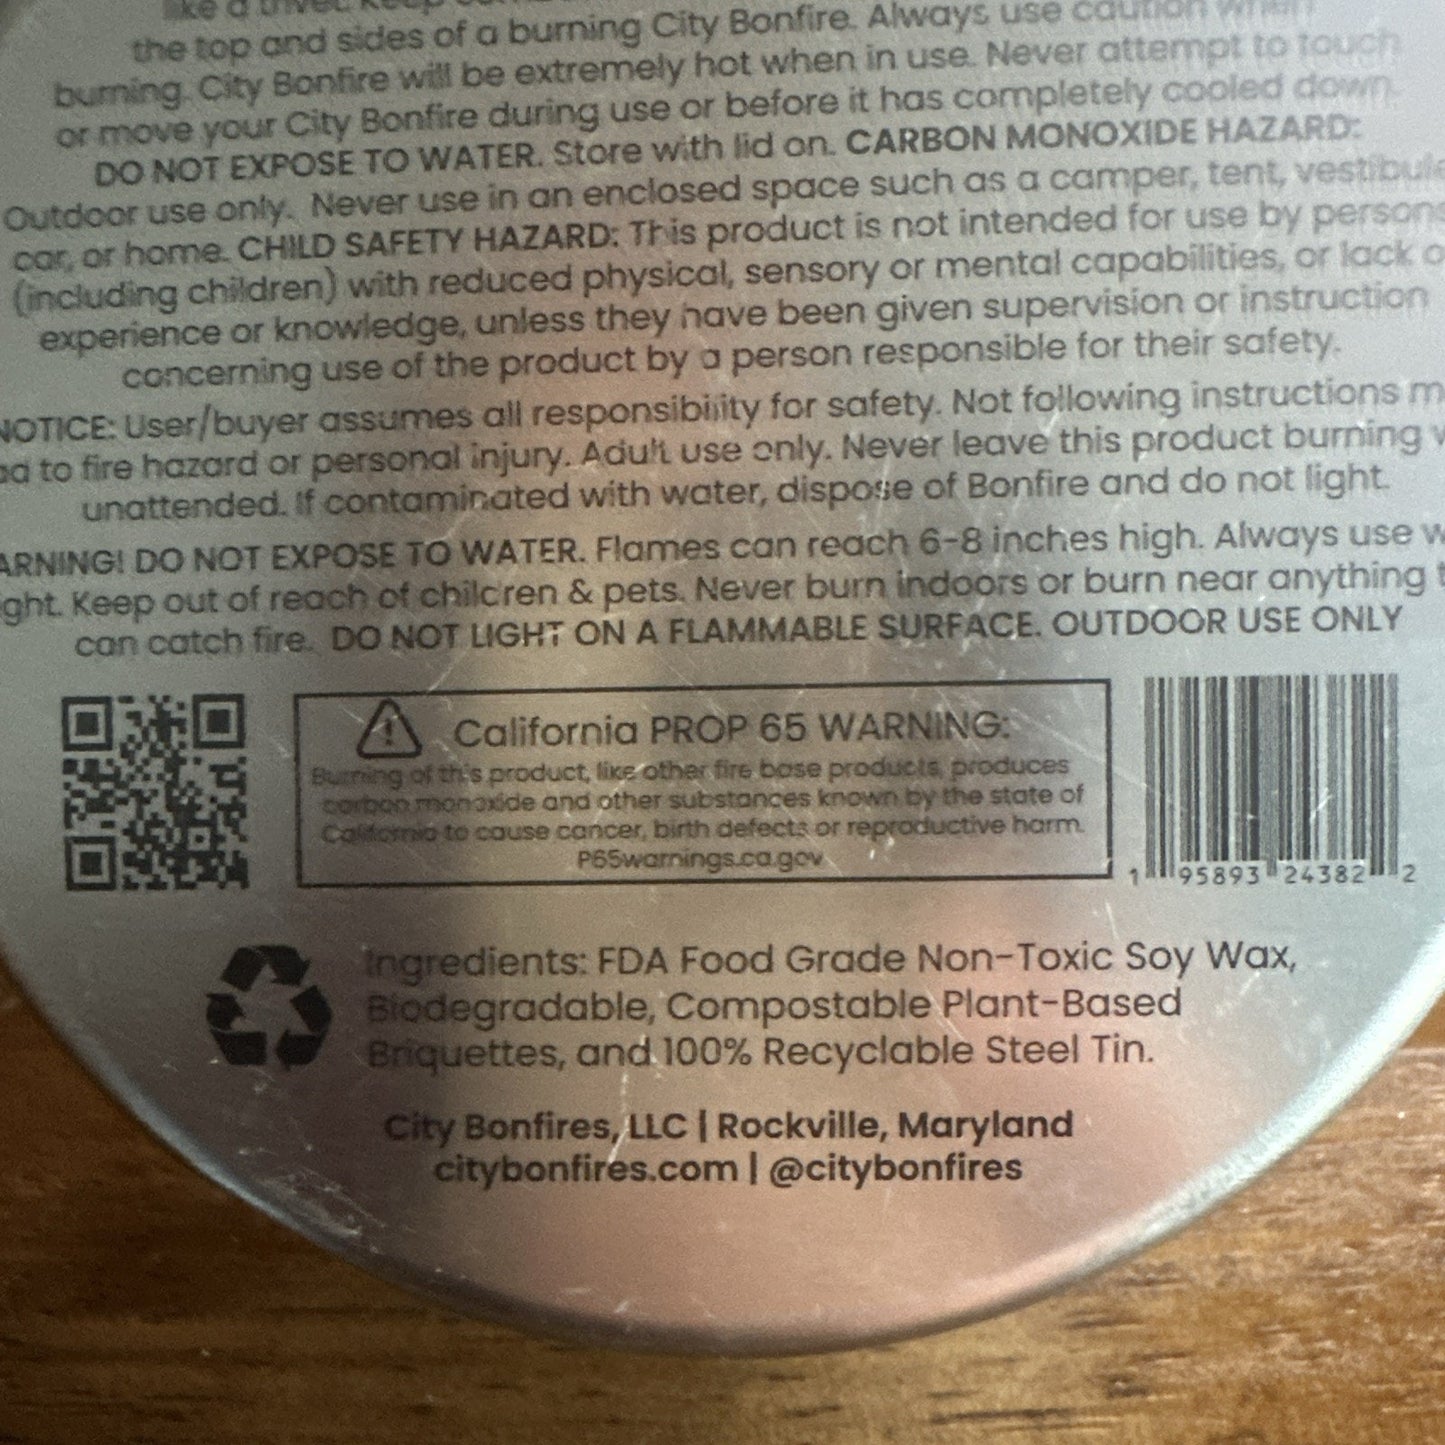 like a trivet. Keep
the top and sides of a burning City Bonfire. Always use caution when
burning. City Bonfire will be extremely hot when in use. Never attempt to touch
or move your City Bonfire during use or before it has completely cooled down.
DO NOT EXPOSE TO WATER. Store with lid on. CARBON MONOXIDE HAZARD:
Outdoor use only. Never use in an enclosed space such as a camper, tent, vestibule
car, or home. CHILD SAFETY HAZARD: This product is not intended for use by persons
(including children) with reduced physical, sensory or mental capabilities, or lack o
experience or knowledge, unless they have been given supervision or instruction
concerning use of the product by a person responsible for their safety.
NOTICE: User/buyer assumes all responsibility for safety. Not following instructions m
ad to fire hazard or personal injury. Adult use only. Never leave this product burning
unattended. If contaminated with water, dispose of Bonfire and do not light.
ARNING! DO NOT EXPOSE TO WATER. Flames can reach 6-8 inches high. Always use w
ght. Keep out of reach of children & pets. Never burn indoors or burn near anything t
can catch fire. DO NOT LIGHT ON A FLAMMABLE SURFACE. OUTDOOR USE ONLY
California PROP 65 WARNING:
Burning of this product, like other fire base products, produces
carbon monoxide and other substances known by the state of
California to cause cancer, birth defects or reproductive harm.
P65warnings.ca.gov
1 95893 24382 2
Ingredients: FDA Food Grade Non-Toxic Soy Wax,
Biodegradable, Compostable Plant-Based
Briquettes, and 100% Recyclable Steel Tin.
City Bonfires, LLC | Rockville, Maryland
citybonfires.com | @citybonfires